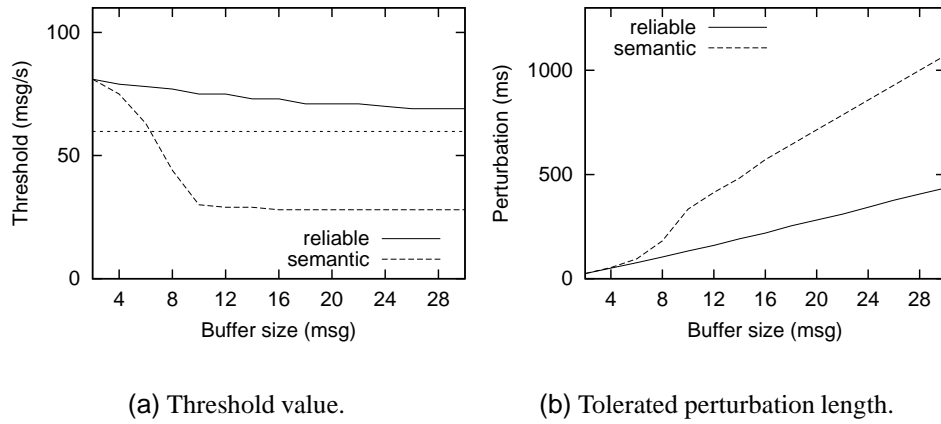 100
50
0
Threshold (msg/s)
reliable
semantic
4 8 12 16 20 24 28
Buffer size (msg)
(a) Threshold value.
reliable
semantic
1000
500
0
Perturbation (ms)
4 8 12 16 20 24 28
Buffer size (msg)
(b) Tolerated perturbation length.